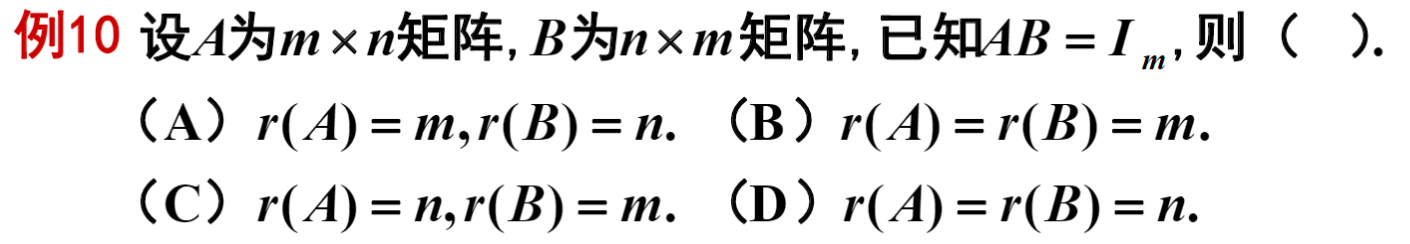 例10 设A为m×n矩阵, B为n×m矩阵, 已知AB = I m, 则（ ）.
（A） r(A) = m, r(B) = n. （B） r(A) = r(B) = m.
（C） r(A) = n, r(B) = m. （D） r(A) = r(B) = n.